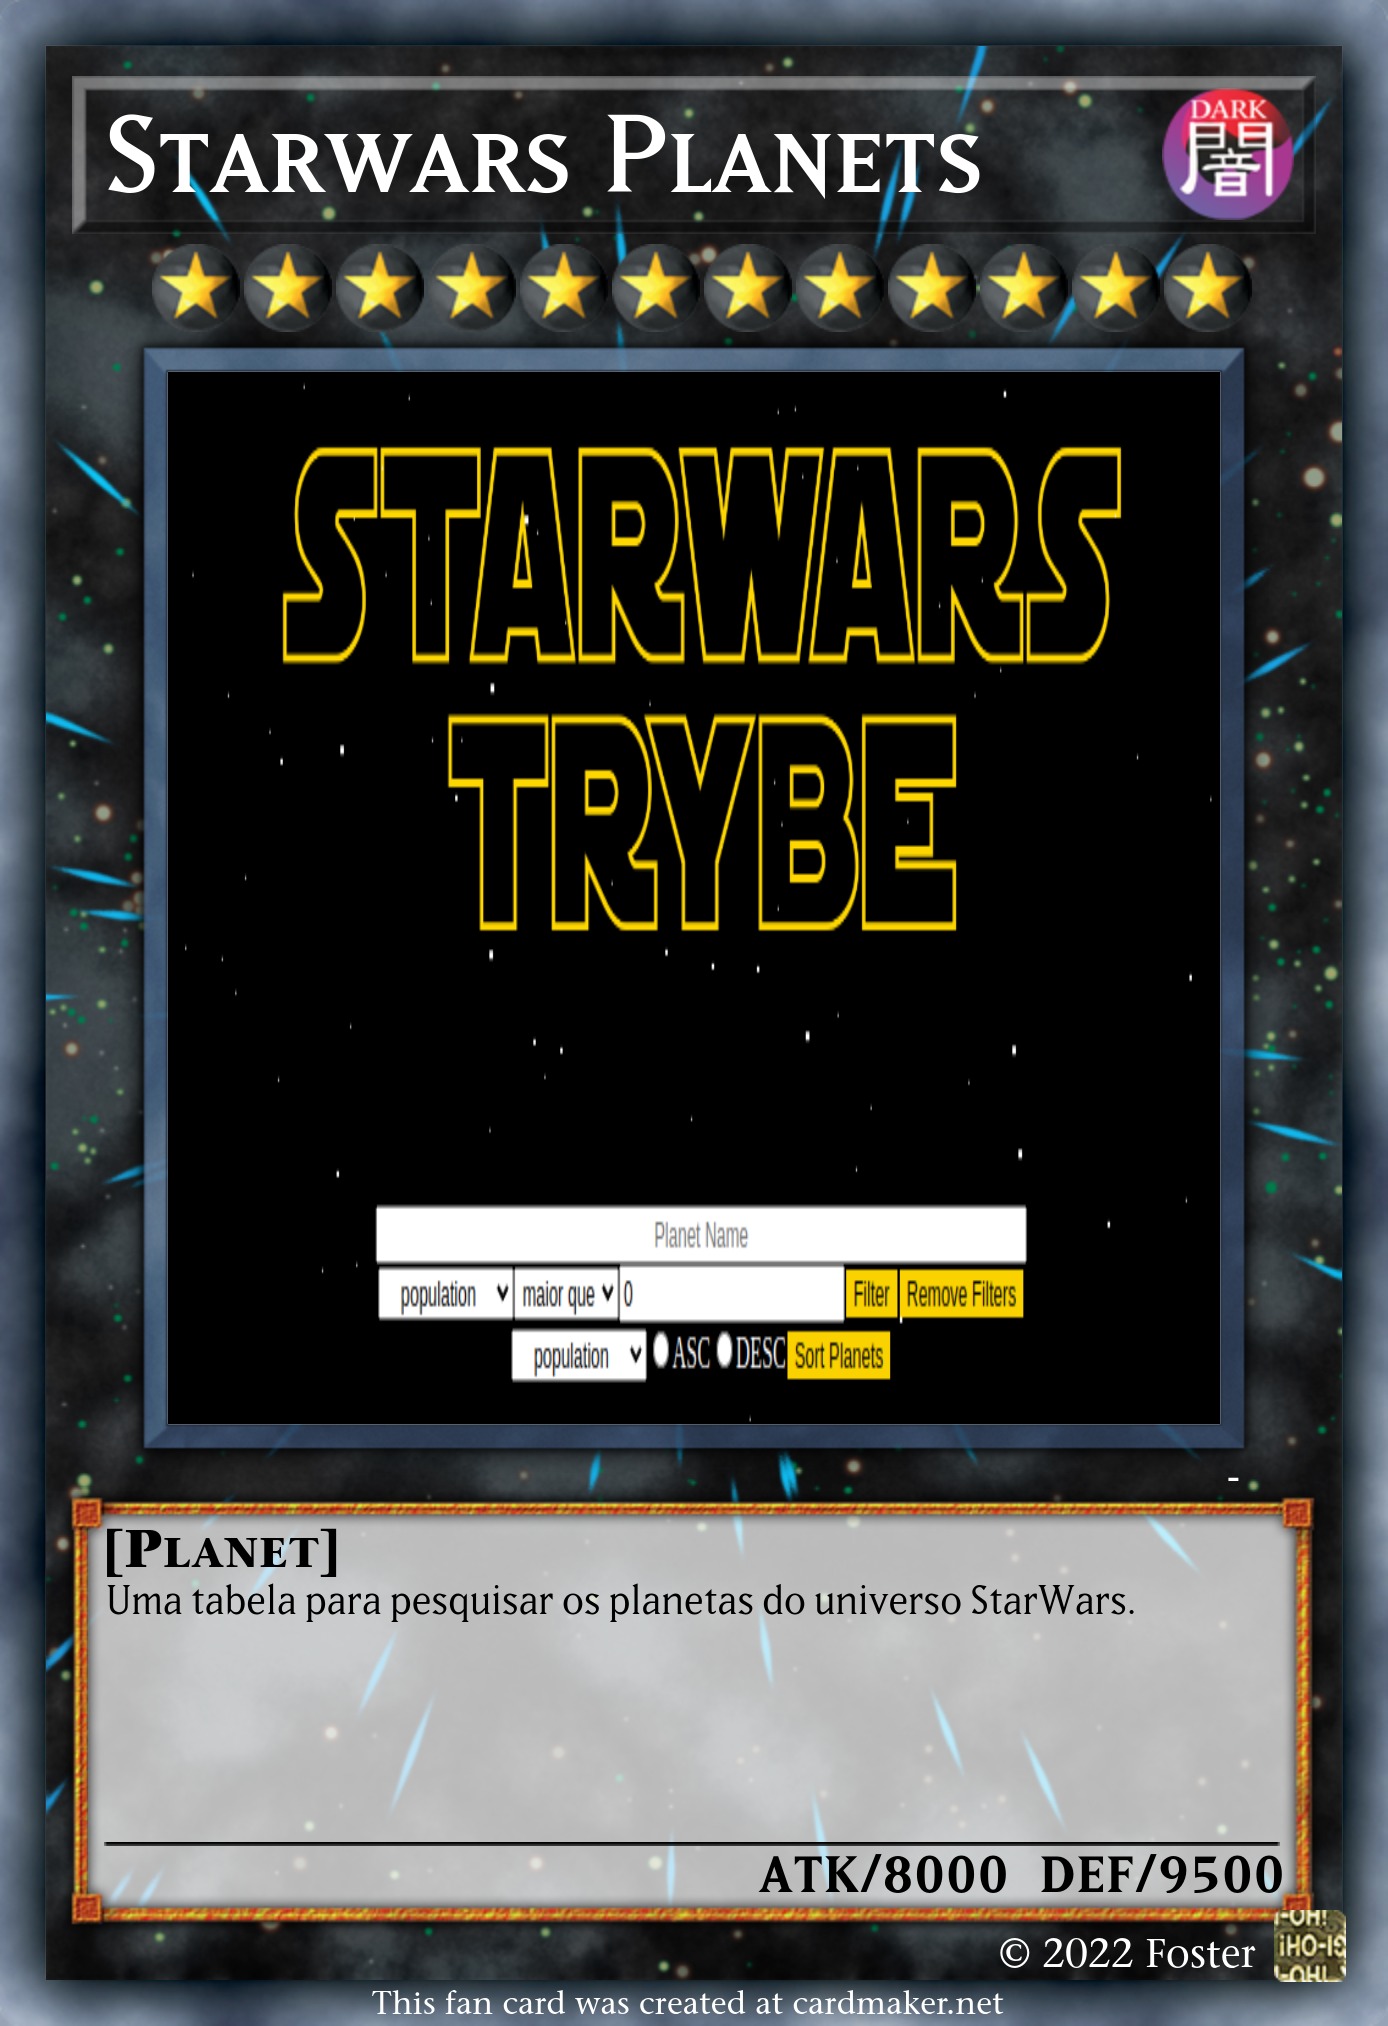 Starwars Planets
DARK
闇
STARWARS
TRYBE
Planet Name
population maior que 0 Filter Remove Filters
population ASC DESC Sort Planets
-
[Planet]
Uma tabela para pesquisar os planetas do universo StarWars.
ATK/8000 DEF/9500
© 2022 Foster
This fan card was created at cardmaker.net